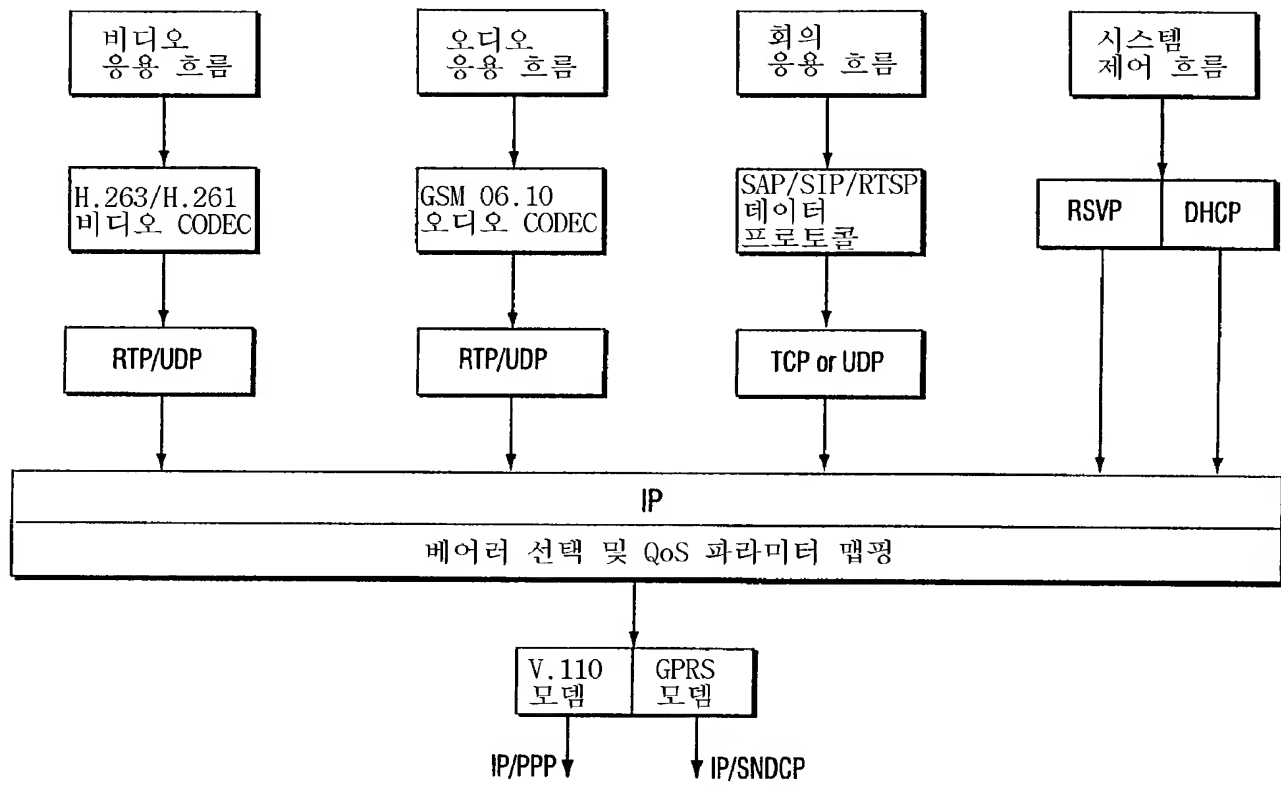 비디오
응용 흐름
오디오
응용 흐름
회의
응용 흐름
시스템
제어 흐름
H.263/H.261
비디오 CODEC
GSM 06.10
오디오 CODEC
SAP/SIP/RTSP
데이터
프로토콜
RSVP
DHCP
RTP/UDP
RTP/UDP
TCP or UDP
IP
베어러 선택 및 QoS 파라미터 맵핑
V.110
모뎀
GPRS
모뎀
IP/PPP
IP/SNDCP